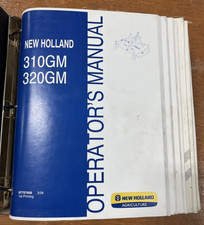 NEW HOLLAND
310GM
320GM
OPERATOR'S MANUAL
NEW HOLLAND
AGRICULTURE